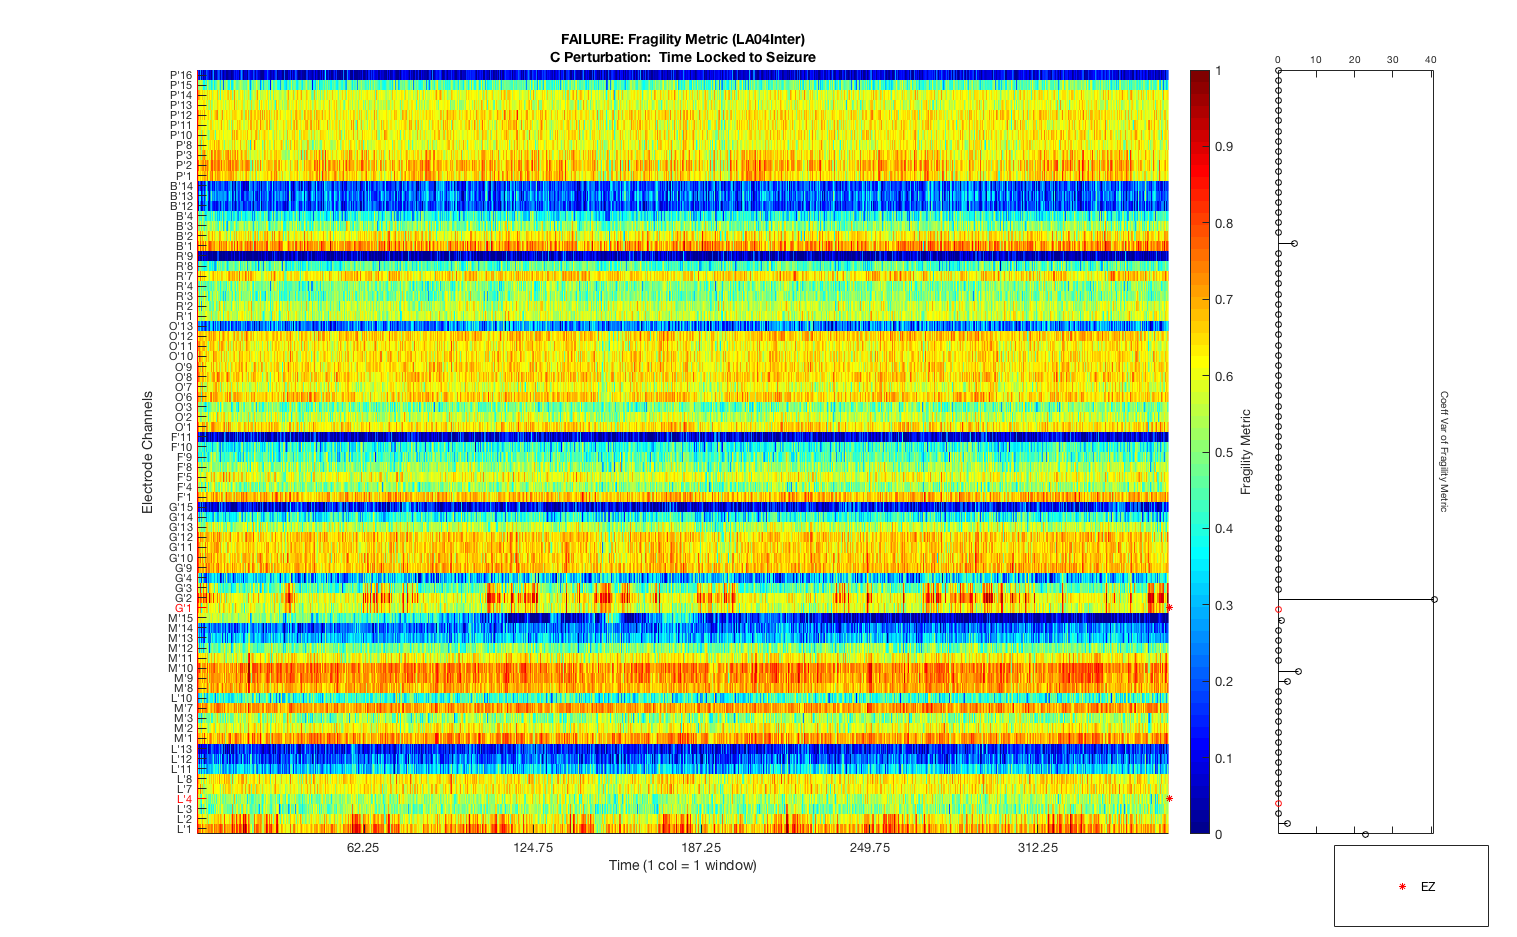 FAILURE: Fragility Metric (LA04Inter)
C Perturbation:  Time Locked to Seizure
P'16
P'15
P'14
P'13
P'12
P'11
P'10
P'8
P'3
P'2
P'1
B'14
B'13
B'12
B'4
B'3
B'2
B'1
R'9
R'8
R'7
R'4
R'3
R'2
R'1
O'13
O'12
O'11
O'10
O'9
O'8
O'7
O'6
O'3
O'2
O'1
F'11
F'10
F'9
F'8
F'5
F'4
F'1
G'15
G'14
G'13
G'12
G'11
G'10
G'9
G'4
G'3
G'2
G'1
M'15
M'14
M'13
M'12
M'11
M'10
M'9
M'8
L'10
M'7
M'3
M'2
M'1
L'13
L'12
L'11
L'8
L'7
L'4
L'3
L'2
L'1
Electrode Channels
62.25 124.75 187.25 249.75 312.25
Time (1 col = 1 window)
1
0.9
0.8
0.7
0.6
0.5
0.4
0.3
0.2
0.1
0
Fragility Metric
0 10 20 30 40
Coeff Var of Fragility Metric
EZ